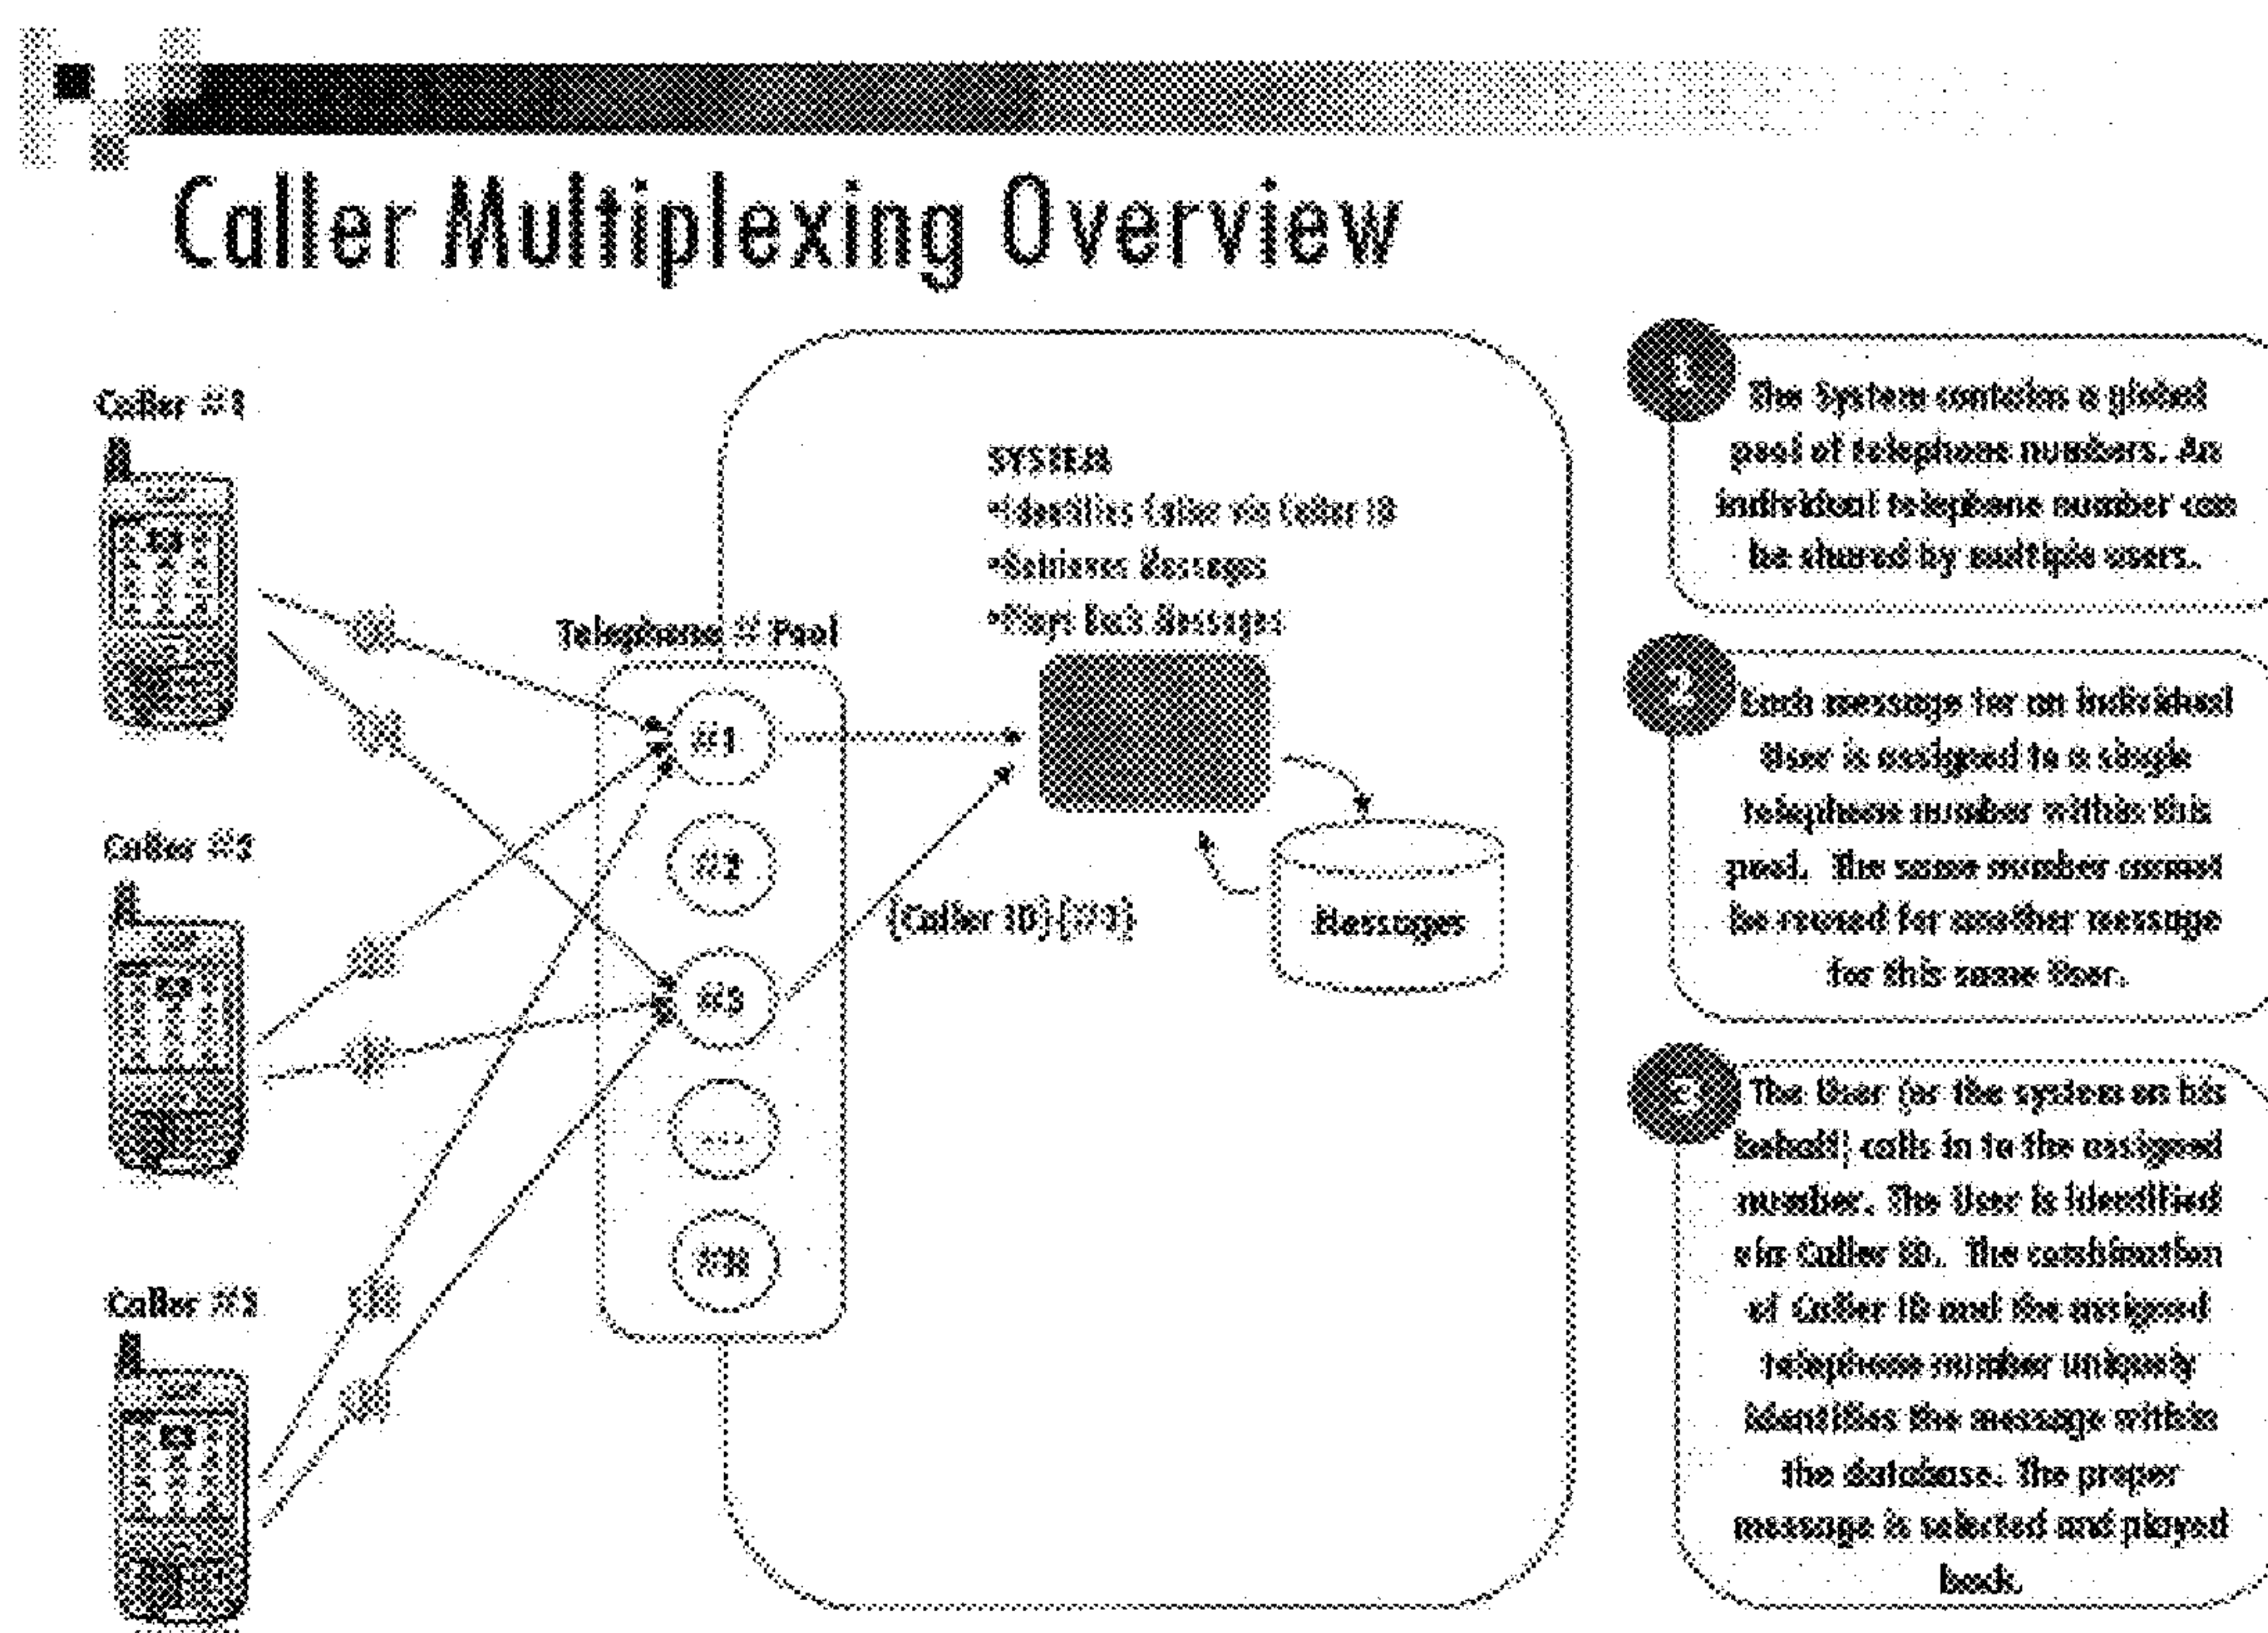 Caller Multiplexing Overview
Caller #1
Caller #2
Caller #3
Telephone # Pool
#1
#2
#3
...
#N
SYSTEM
•Identifies Caller via Caller ID
•Retrieves Messages
•Plays Back Messages
{Caller ID}
Messages
1
The System contains a global
pool of telephone numbers. An
individual telephone number can
be shared by multiple users.
2
Each message for an individual
User is assigned to a single
telephone number within this
pool. The same number cannot
be reused for another message
for this same User.
3
The User (or the system on his
behalf) calls in to the assigned
number. The User is identified
via Caller ID. The combination
of Caller ID and the assigned
telephone number uniquely
identifies the message within
the database. The proper
message is selected and played
back.